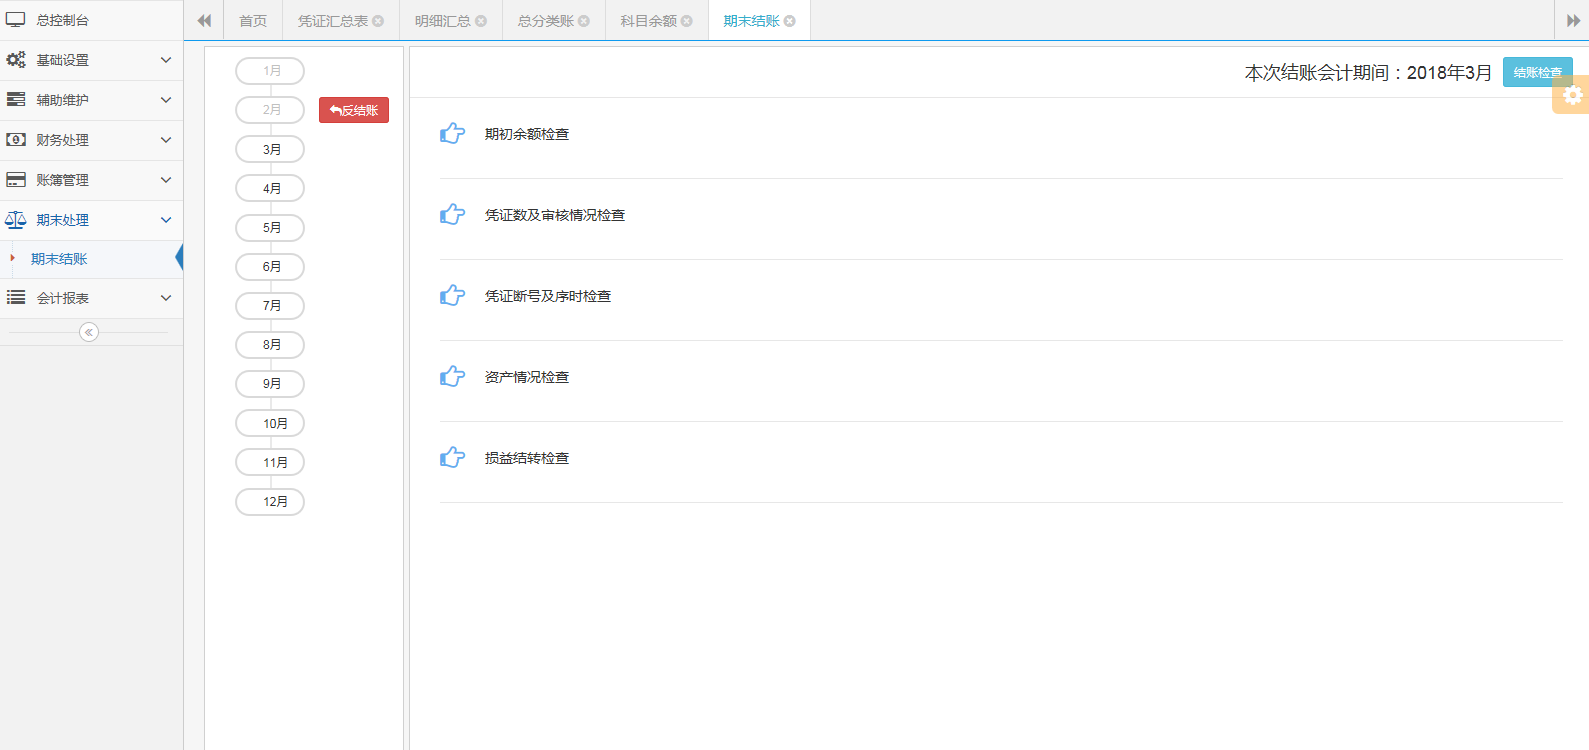 总控制台
基础设置
辅助维护
财务处理
账簿管理
期末处理
期末结账
会计报表
首页
凭证汇总表
明细汇总
总分类账
科目余额
期末结账
1月
2月
反结账
3月
4月
5月
6月
7月
8月
9月
10月
11月
12月
本次结账会计期间：2018年3月
结账检查
期初余额检查
凭证数及审核情况检查
凭证断号及序时检查
资产情况检查
损益结转检查